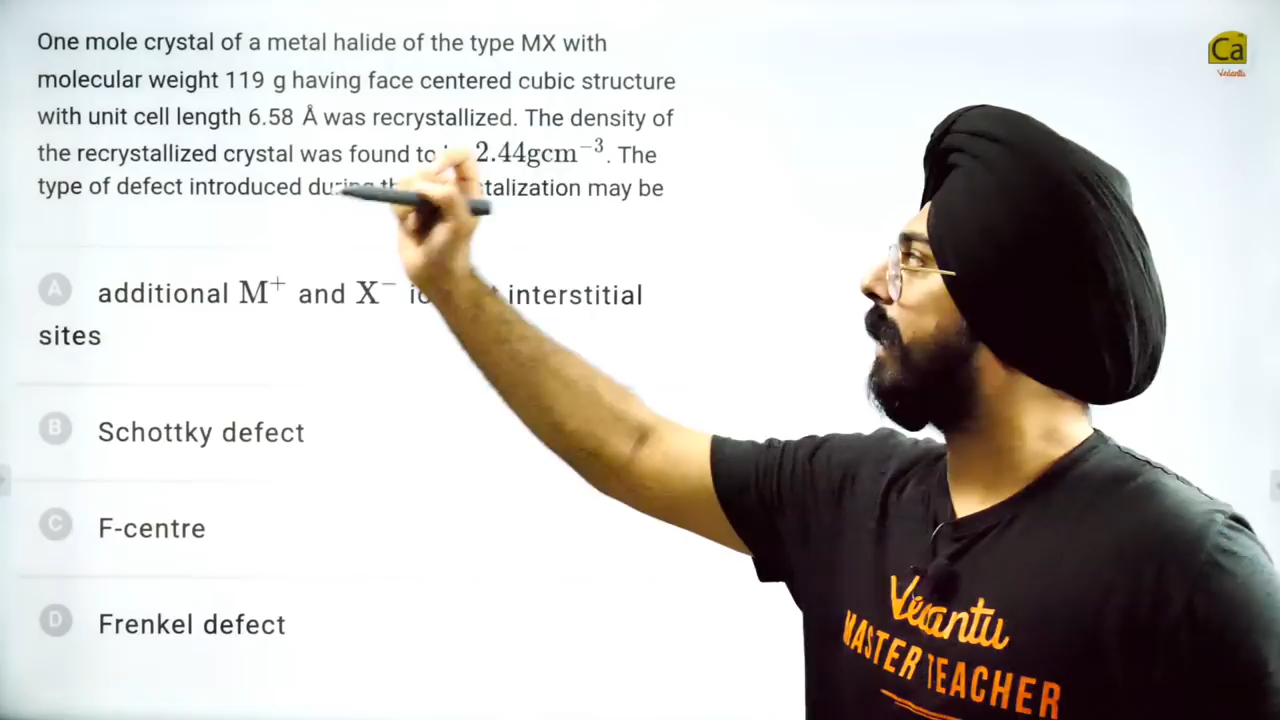 One mole crystal of a metal halide of the type MX with
molecular weight 119 g having face centered cubic structure
with unit cell length 6.58 Å was recrystallized. The density of
the recrystallized crystal was found to 2.44gcm⁻³. The
type of defect introduced during may be
A additional M⁺ and X⁻ interstitial
sites
B Schottky defect
C F-centre
D Frenkel defect
Ca
Vedantu
Vedantu
MASTER TEACHER